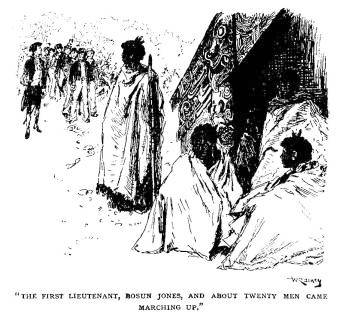 "THE FIRST LIEUTENANT, BOSUN JONES, AND ABOUT TWENTY MEN CAME
MARCHING UP."